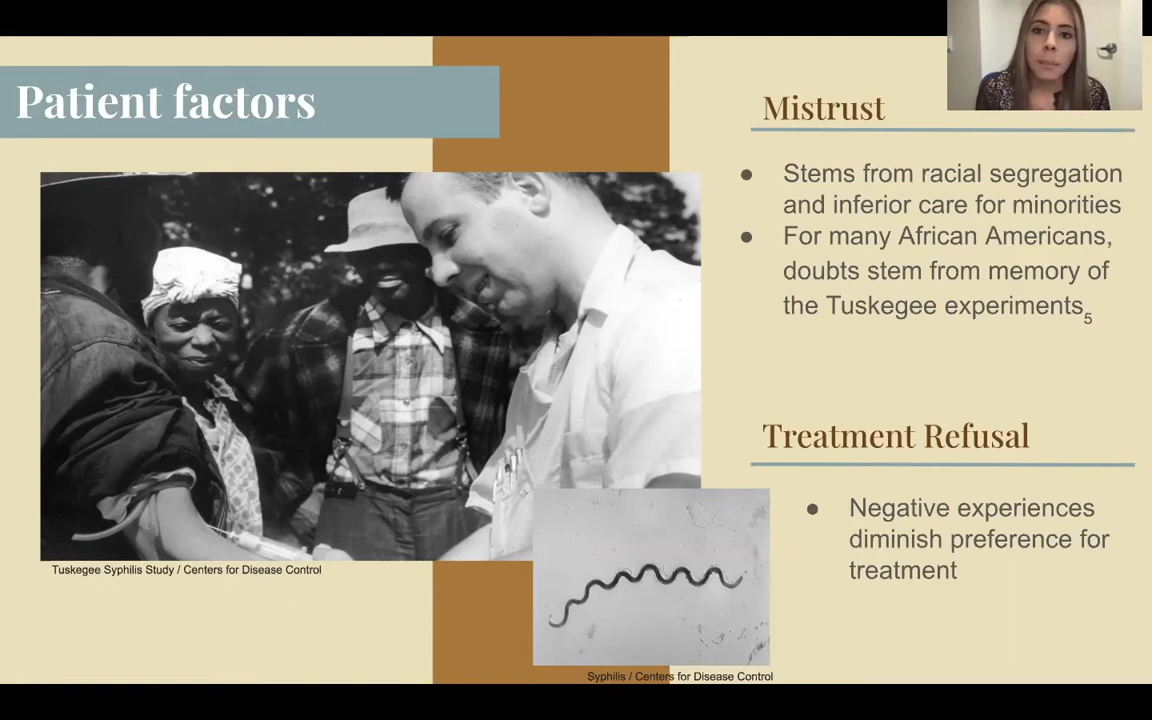 Patient factors
Mistrust
● Stems from racial segregation
and inferior care for minorities
● For many African Americans,
doubts stem from memory of
the Tuskegee experiments5
Treatment Refusal
● Negative experiences
diminish preference for
treatment
Tuskegee Syphilis Study / Centers for Disease Control
Syphilis / Centers for Disease Control